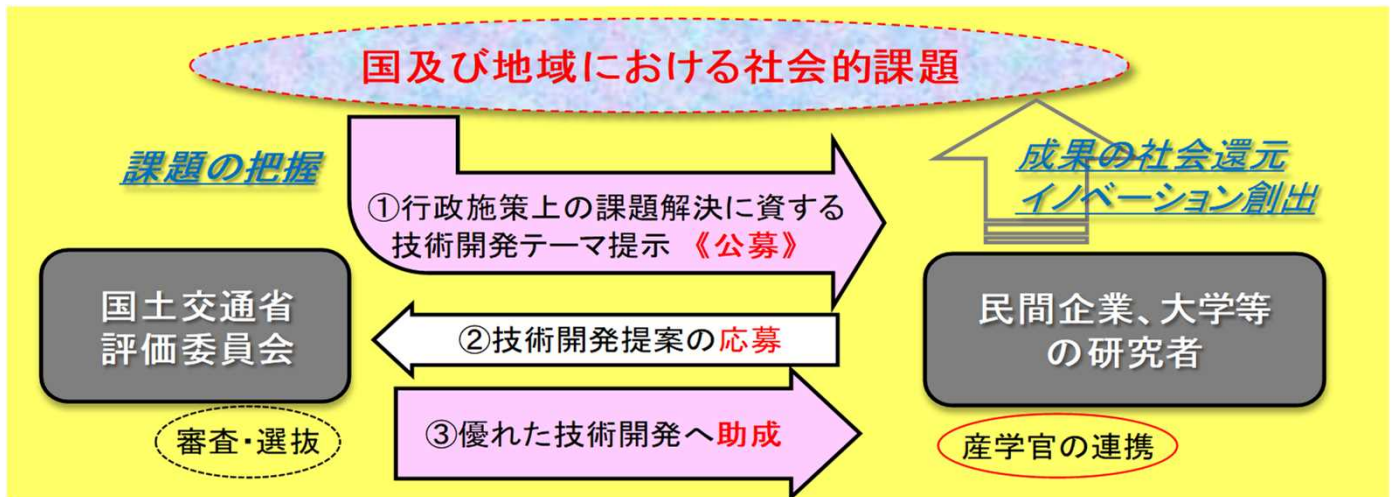 国及び地域における社会的課題
課題の把握
①行政施策上の課題解決に資する
技術開発テーマ提示 《公募》
成果の社会還元
イノベーション創出
国土交通省
評価委員会
②技術開発提案の応募
民間企業、大学等
の研究者
審査・選抜
③優れた技術開発へ助成
産学官の連携